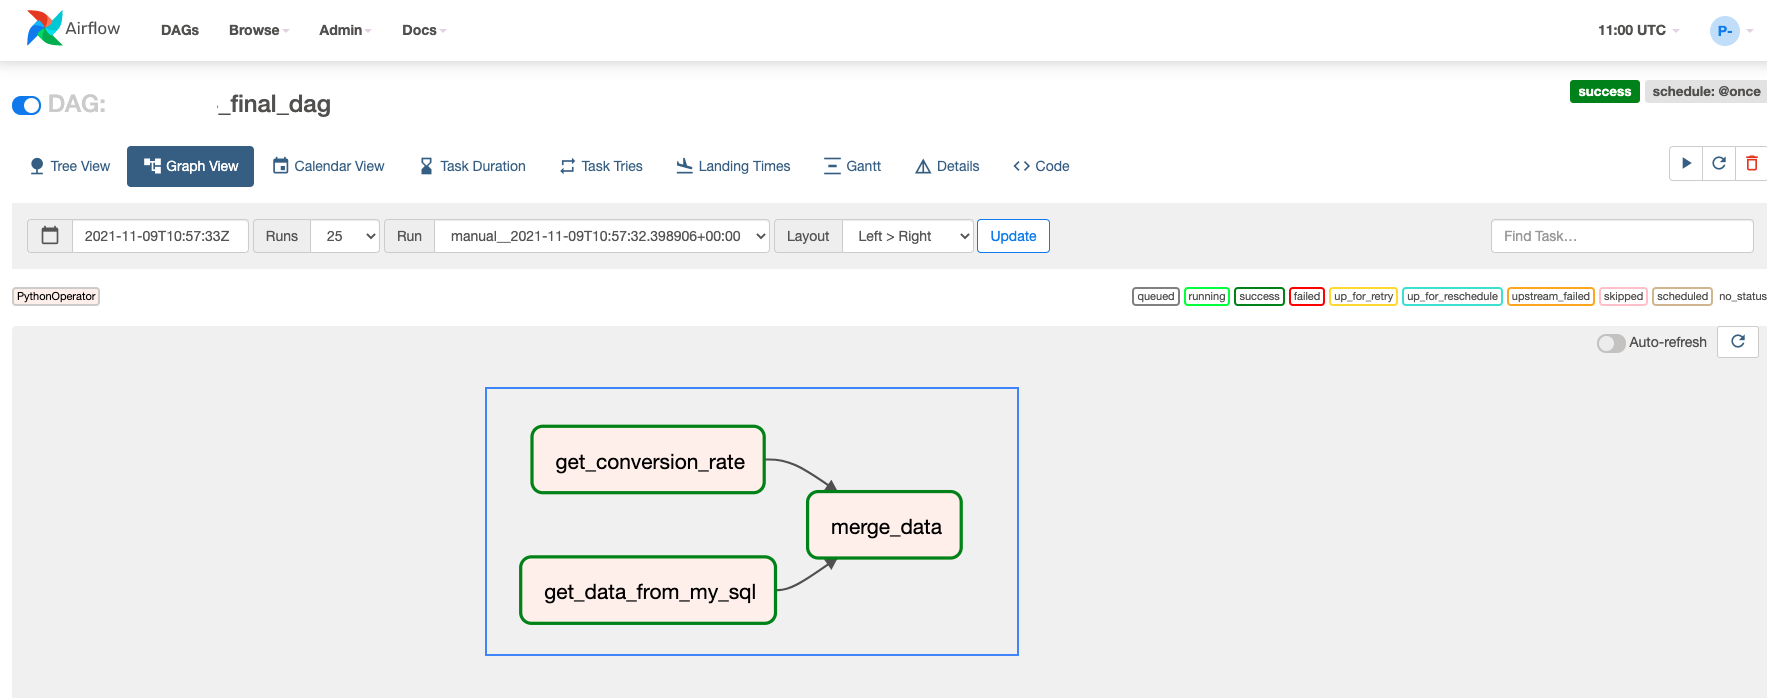 Airflow DAGs Browse Admin Docs 11:00 UTC P-
DAG: _final_dag success schedule: @once
Tree View Graph View Calendar View Task Duration Task Tries Landing Times Gantt Details Code
2021-11-09T10:57:33Z Runs 25 Run manual__2021-11-09T10:57:32.398906+00:00 Layout Left > Right Update Find Task...
PythonOperator queued running success failed up_for_retry up_for_reschedule upstream_failed skipped scheduled no_status
Auto-refresh
get_conversion_rate
merge_data
get_data_from_my_sql